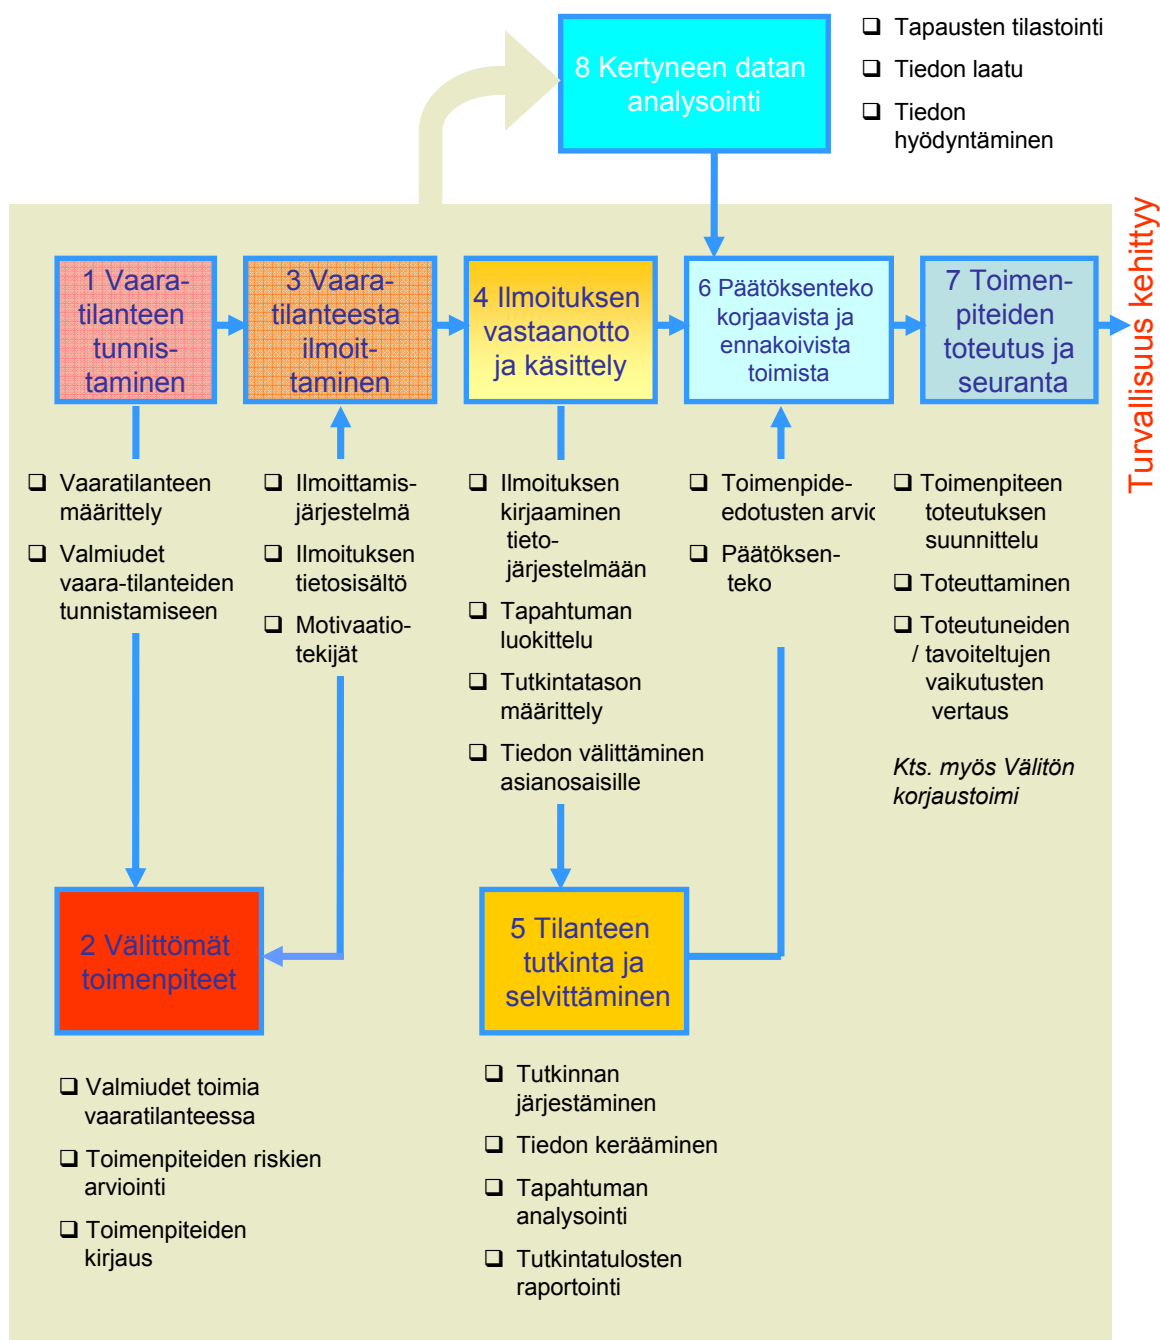 8 Kertyneen datan
analysointi
❑ Tapausten tilastointi
❑ Tiedon laatu
❑ Tiedon
hyödyntäminen
1 Vaara-
tilanteen
tunnis-
taminen
3 Vaara-
tilanteesta
ilmoit-
taminen
4 Ilmoituksen
vastaanotto
ja käsittely
6 Päätöksenteko
korjaavista ja
ennakoivista
toimista
7 Toimen-
piteiden
toteutus ja
seuranta
Turvallisuus kehittyy
❑ Vaaratilanteen
määrittely
❑ Valmiudet
vaara-tilanteiden
tunnistamiseen
❑ Ilmoittamis-
järjestelmä
❑ Ilmoituksen
tietosisältö
❑ Motivaatio-
tekijät
❑ Ilmoituksen
kirjaaminen
tieto-
järjestelmään
❑ Tapahtuman
luokittelu
❑ Tutkintatason
määrittely
❑ Tiedon välittäminen
asianosaisille
❑ Toimenpide-
edotusten arvio
❑ Päätöksen-
teko
❑ Toimenpiteen
toteutuksen
suunnittelu
❑ Toteuttaminen
❑ Toteutuneiden
/ tavoiteltujen
vaikutusten
vertaus
Kts. myös Välitön
korjaustoimi
2 Välittömät
toimenpiteet
5 Tilanteen
tutkinta ja
selvittäminen
❑ Valmiudet toimia
vaaratilanteessa
❑ Toimenpiteiden riskien
arviointi
❑ Toimenpiteiden
kirjaus
❑ Tutkinnan
järjestäminen
❑ Tiedon kerääminen
❑ Tapahtuman
analysointi
❑ Tutkintatulosten
raportointi